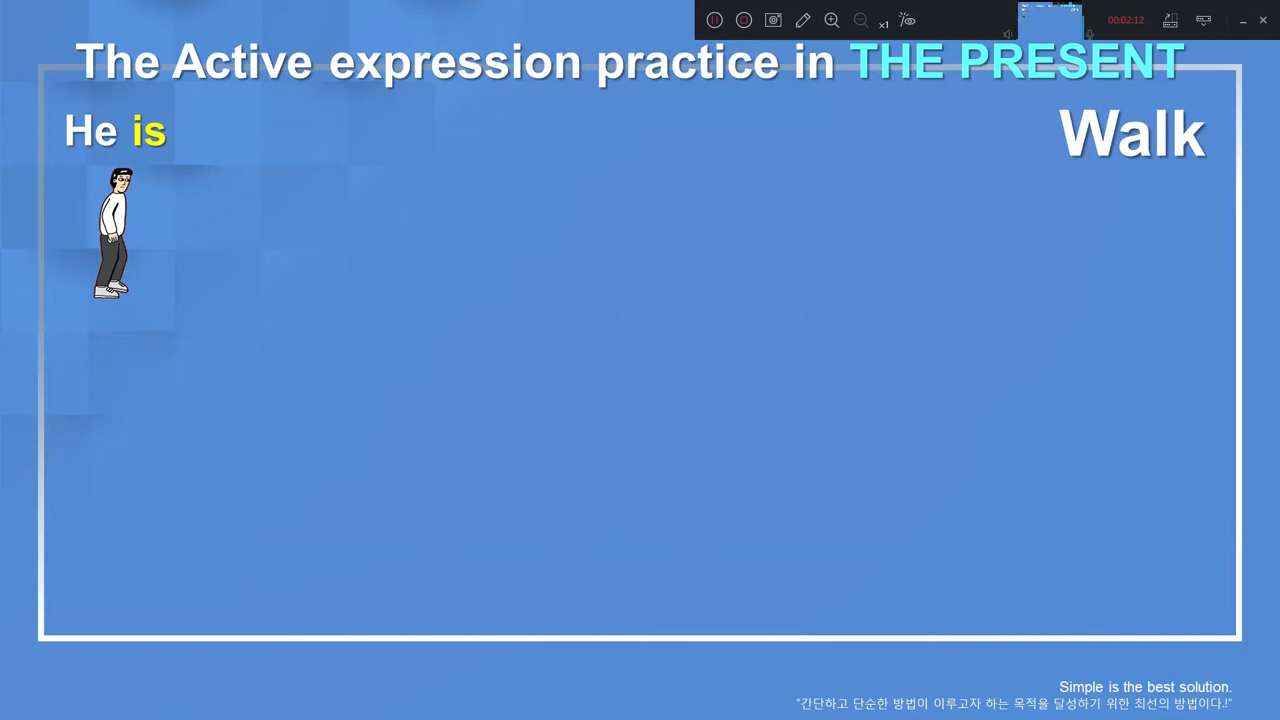 x1
00:02:12
The Active expression practice in THE PRESENT
He is
Walk
Simple is the best solution.
"간단하고 단순한 방법이 이루고자 하는 목적을 달성하기 위한 최선의 방법이다.!"